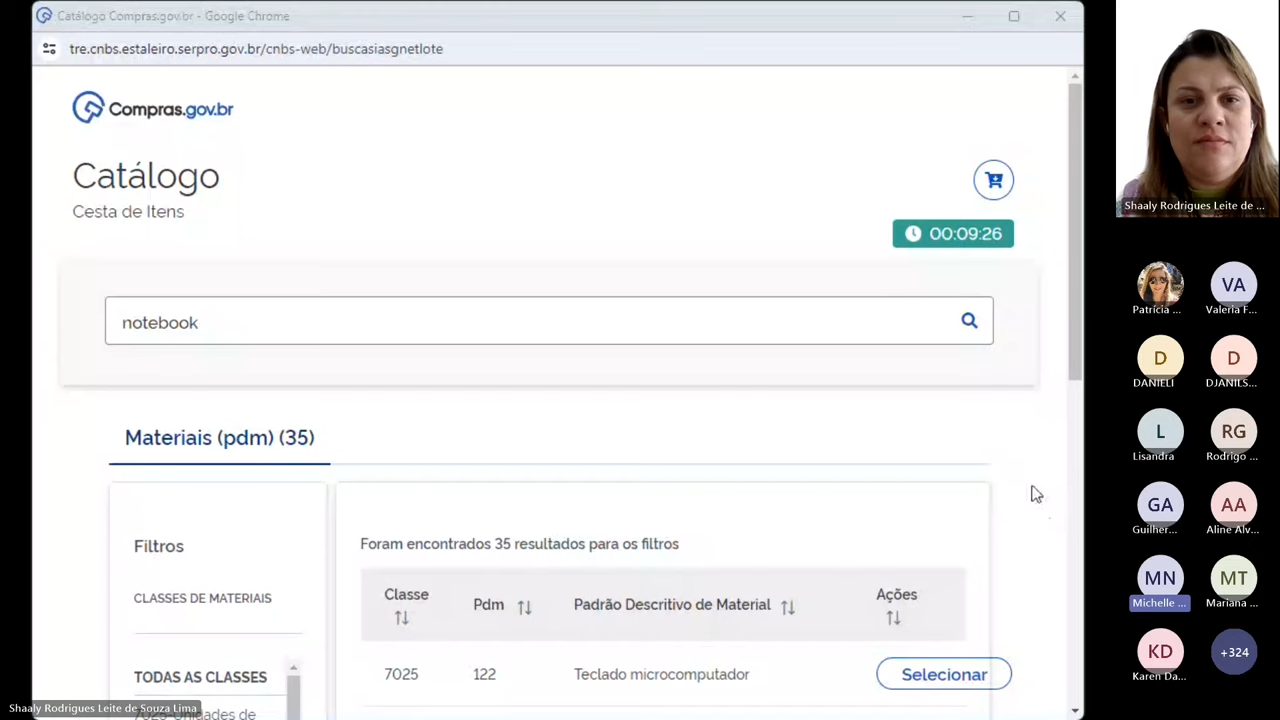 Catálogo Compras.gov.br - Google Chrome
tre.cnbs.estaleiro.serpro.gov.br/cnbs-web/buscasiasgnetlote
Compras.gov.br
Catálogo
Cesta de Itens
00:09:26
notebook
Materiais (pdm) (35)
Filtros
CLASSES DE MATERIAIS
TODAS AS CLASSES
7025-Unidades de
Foram encontrados 35 resultados para os filtros
Classe Pdm Padrão Descritivo de Material Ações
7025 122 Teclado microcomputador Selecionar
Shaaly Rodrigues Leite de Souza Lima
Shaaly Rodrigues Leite de ...
VA
Patrícia ... Valeria F...
D D
DANIELI DJANILS...
L RG
Lisandra Rodrigo ...
GA AA
Guilher... Aline Alv...
MN MT
Michelle ... Mariana ...
KD +324
Karen Da...